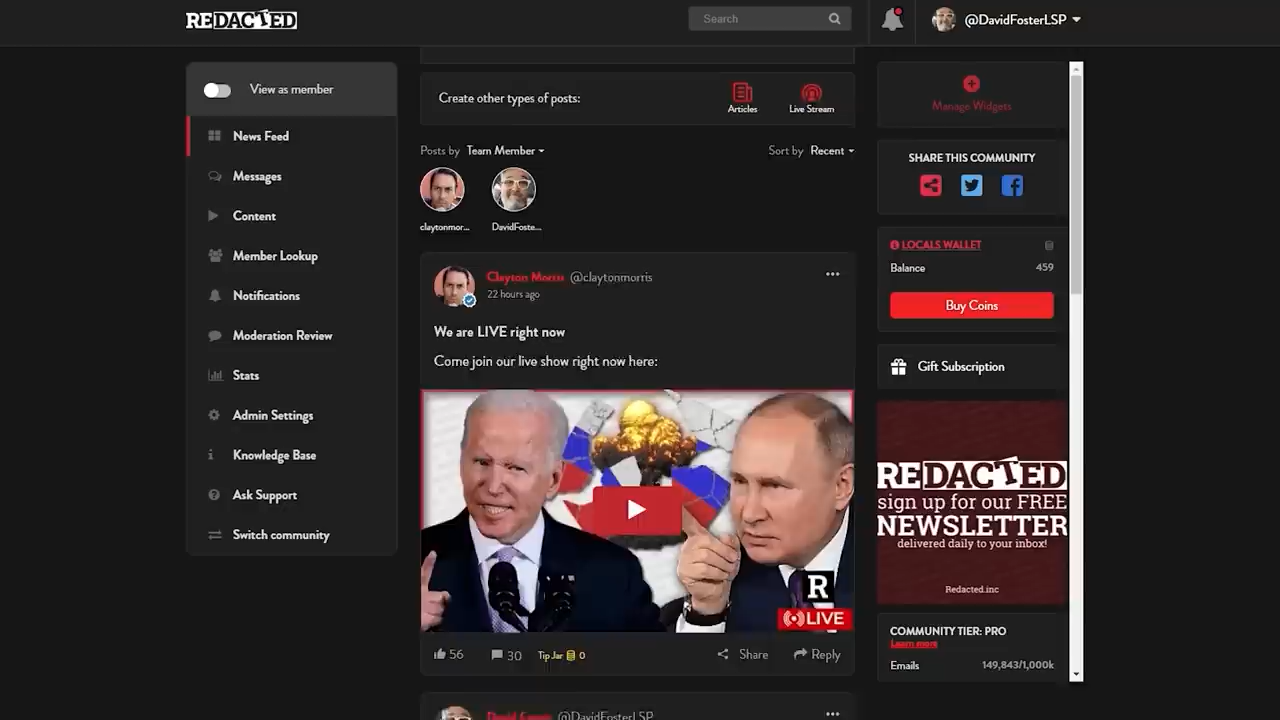 REDACTED
Search
@DavidFosterLSP
View as member
News Feed
Messages
Content
Member Lookup
Notifications
Moderation Review
Stats
Admin Settings
Knowledge Base
Ask Support
Switch community
Create other types of posts:
Articles
Live Stream
Posts by Team Member
Sort by Recent
claytonmor...
DavidFoste...
Clayton Morris @claytonmorris
22 hours ago
We are LIVE right now
Come join our live show right now here:
R
LIVE
56
30
Tip Jar 0
Share
Reply
David Foster @DavidFosterLSP
Manage Widgets
SHARE THIS COMMUNITY
LOCALS WALLET
Balance 459
Buy Coins
Gift Subscription
REDACTED
sign up for our FREE
NEWSLETTER
delivered daily to your inbox!
Redacted.inc
COMMUNITY TIER: PRO
Learn more
Emails 149,843/1,000k